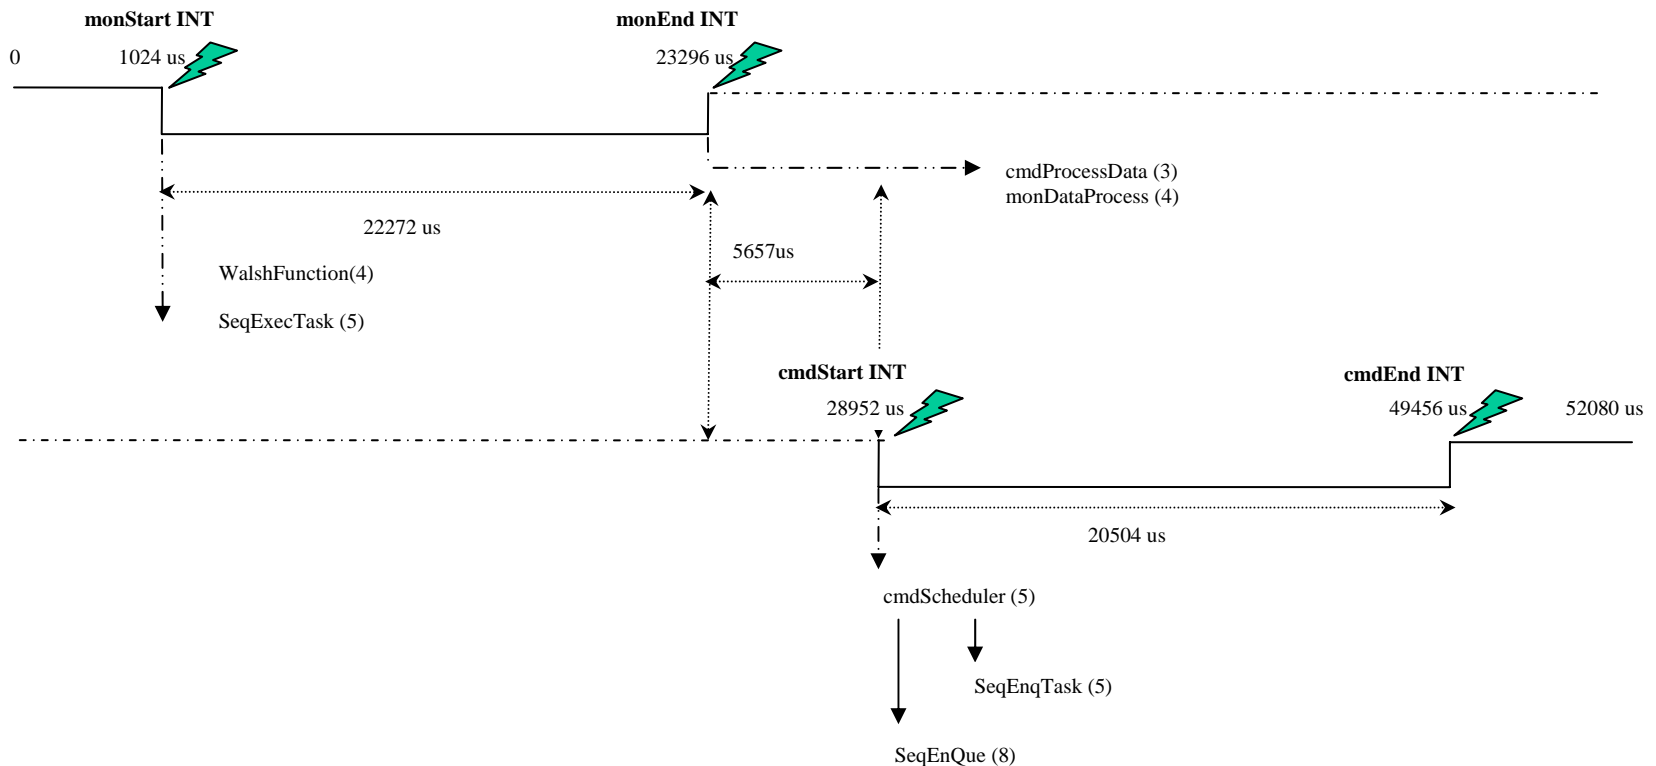 monStart INT
monEnd INT
0
1024 us
23296 us
cmdProcessData (3)
monDataProcess (4)
22272 us
5657us
WalshFunction(4)
SeqExecTask (5)
cmdStart INT
cmdEnd INT
28952 us
49456 us
52080 us
20504 us
cmdScheduler (5)
SeqEnqTask (5)
SeqEnQue (8)